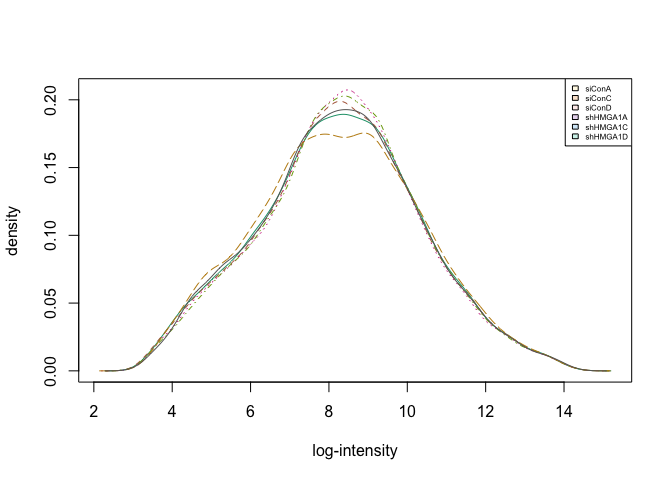 siConA
siConC
siConD
shHMGA1A
shHMGA1C
shHMGA1D
0.20
0.15
0.10
0.05
0.00
density
2 4 6 8 10 12 14
log-intensity